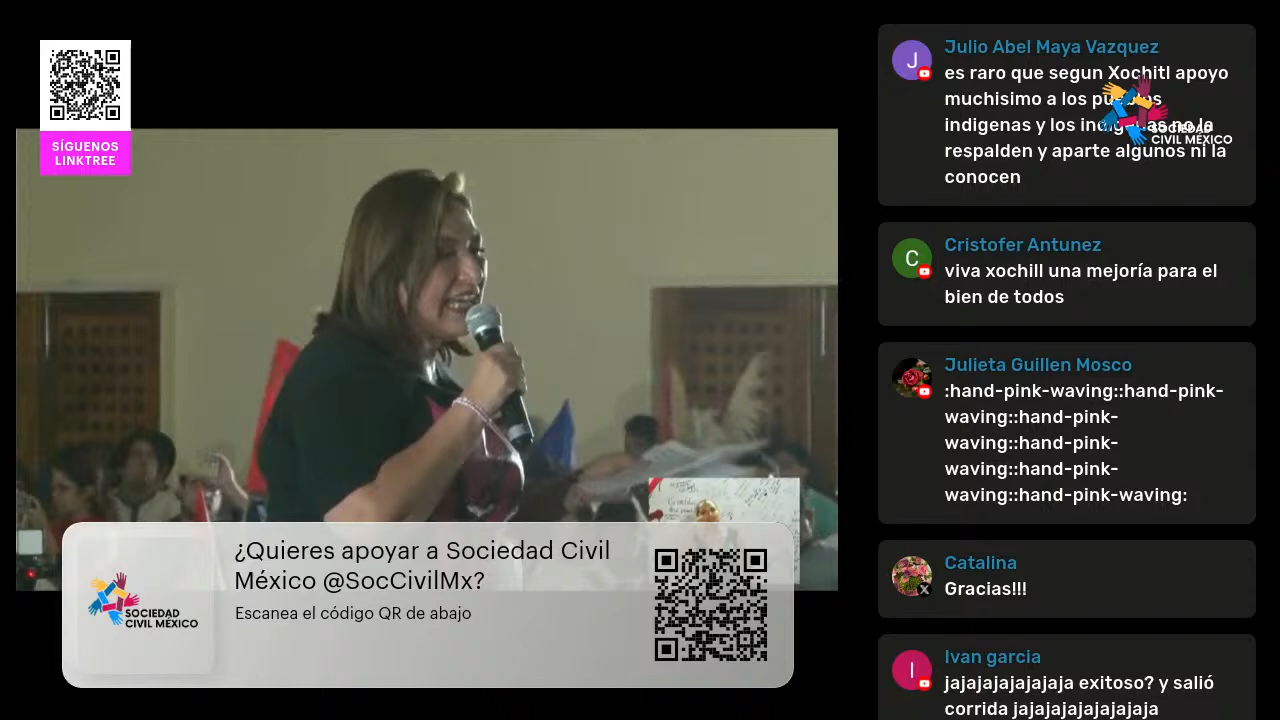 SÍGUENOS
LINKTREE
¿Quieres apoyar a Sociedad Civil
México @SocCivilMx?
Escanea el código QR de abajo
SOCIEDAD
CIVIL MÉXICO
Julio Abel Maya Vazquez
es raro que segun Xochitl apoyo
muchisimo a los
indigenas y los no la
respalden y aparte algunos ni la
conocen
SOCIEDAD
CIVIL MÉXICO
Cristofer Antunez
viva xochill una mejoría para el
bien de todos
Julieta Guillen Mosco
:hand-pink-waving::hand-pink-
waving::hand-pink-
waving::hand-pink-
waving::hand-pink-
waving::hand-pink-waving:
Catalina
Gracias!!!
Ivan garcia
jajajajajajaja exitoso? y salió
corrida jajajajajajajaja
J
C
I